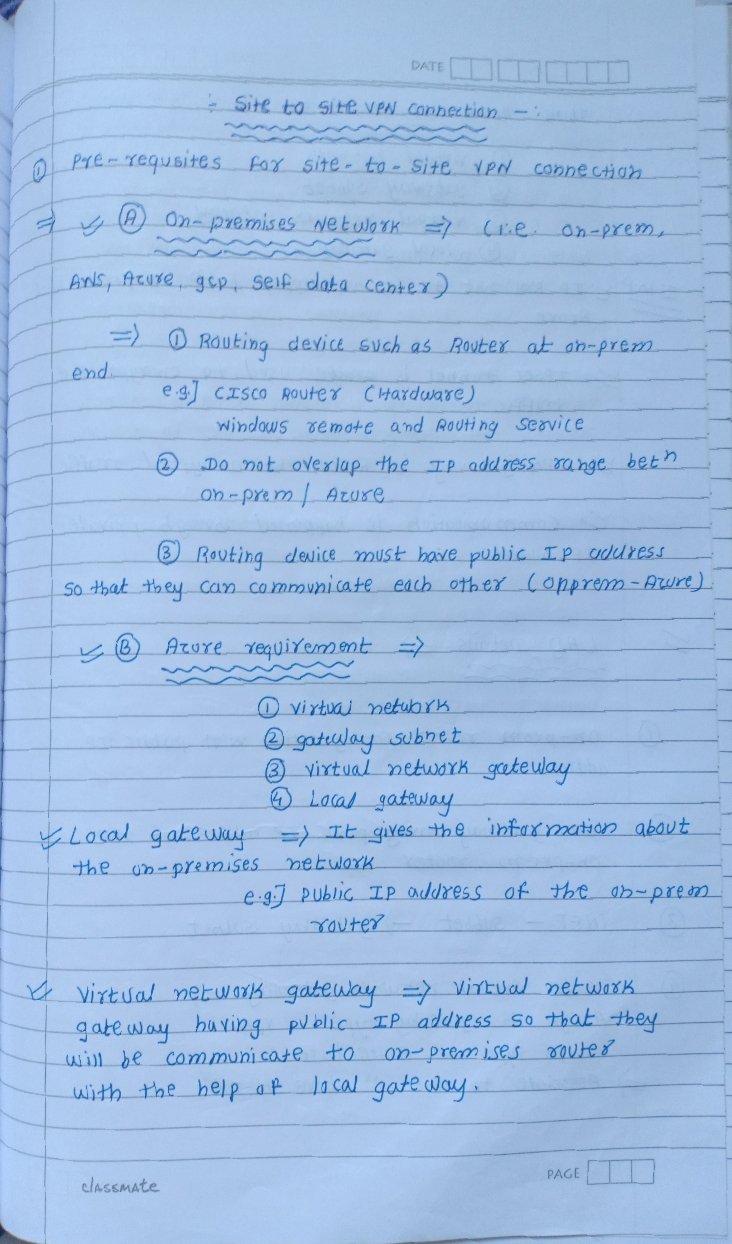 DATE
:- Site to Site VPN Connection -:
① Pre-requsites for site-to-site VPN connection
⇒ Ⓐ On-premises Network ⇒ (i.e. on-prem,
AWS, Azure, gcp, self data center)
⇒ ① Routing device such as Router at on-prem
end.
e.g.] CISCO Router (Hardware)
Windows remote and Routing Service
② Do not overlap the IP address range betn
on-prem / Azure
③ Routing device must have public IP address
so that they can communicate each other (onprem-Azure)
Ⓑ Azure requirement ⇒
① virtual network
② gateway subnet
③ virtual network gateway
④ Local gateway
Local gateway ⇒ It gives the information about
the on-premises network
e.g.] Public IP address of the on-prem
router
Virtual network gateway ⇒ Virtual network
gateway having public IP address so that they
will be communicate to on-premises router
with the help of local gateway.
classmate
PAGE